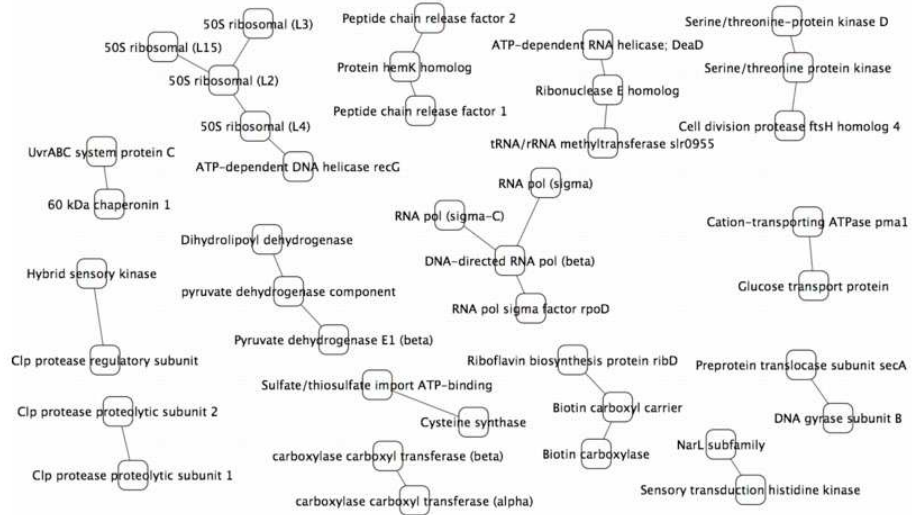 50S ribosomal (L15)
50S ribosomal (L3)
50S ribosomal (L2)
50S ribosomal (L4)
ATP-dependent DNA helicase recG
Peptide chain release factor 2
Protein hemK homolog
Peptide chain release factor 1
ATP-dependent RNA helicase; DeaD
Ribonuclease E homolog
tRNA/rRNA methyltransferase slr0955
Serine/threonine-protein kinase D
Serine/threonine protein kinase
Cell division protease ftsH homolog 4
UvrABC system protein C
60 kDa chaperonin 1
RNA pol (sigma)
RNA pol (sigma-C)
DNA-directed RNA pol (beta)
RNA pol sigma factor rpoD
Cation-transporting ATPase pma1
Glucose transport protein
Dihydrolipoyl dehydrogenase
pyruvate dehydrogenase component
Pyruvate dehydrogenase E1 (beta)
Hybrid sensory kinase
Clp protease regulatory subunit
Sulfate/thiosulfate import ATP-binding
Cysteine synthase
Riboflavin biosynthesis protein ribD
Biotin carboxyl carrier
Biotin carboxylase
Preprotein translocase subunit secA
DNA gyrase subunit B
Clp protease proteolytic subunit 2
Clp protease proteolytic subunit 1
carboxylase carboxyl transferase (beta)
carboxylase carboxyl transferase (alpha)
NarL subfamily
Sensory transduction histidine kinase